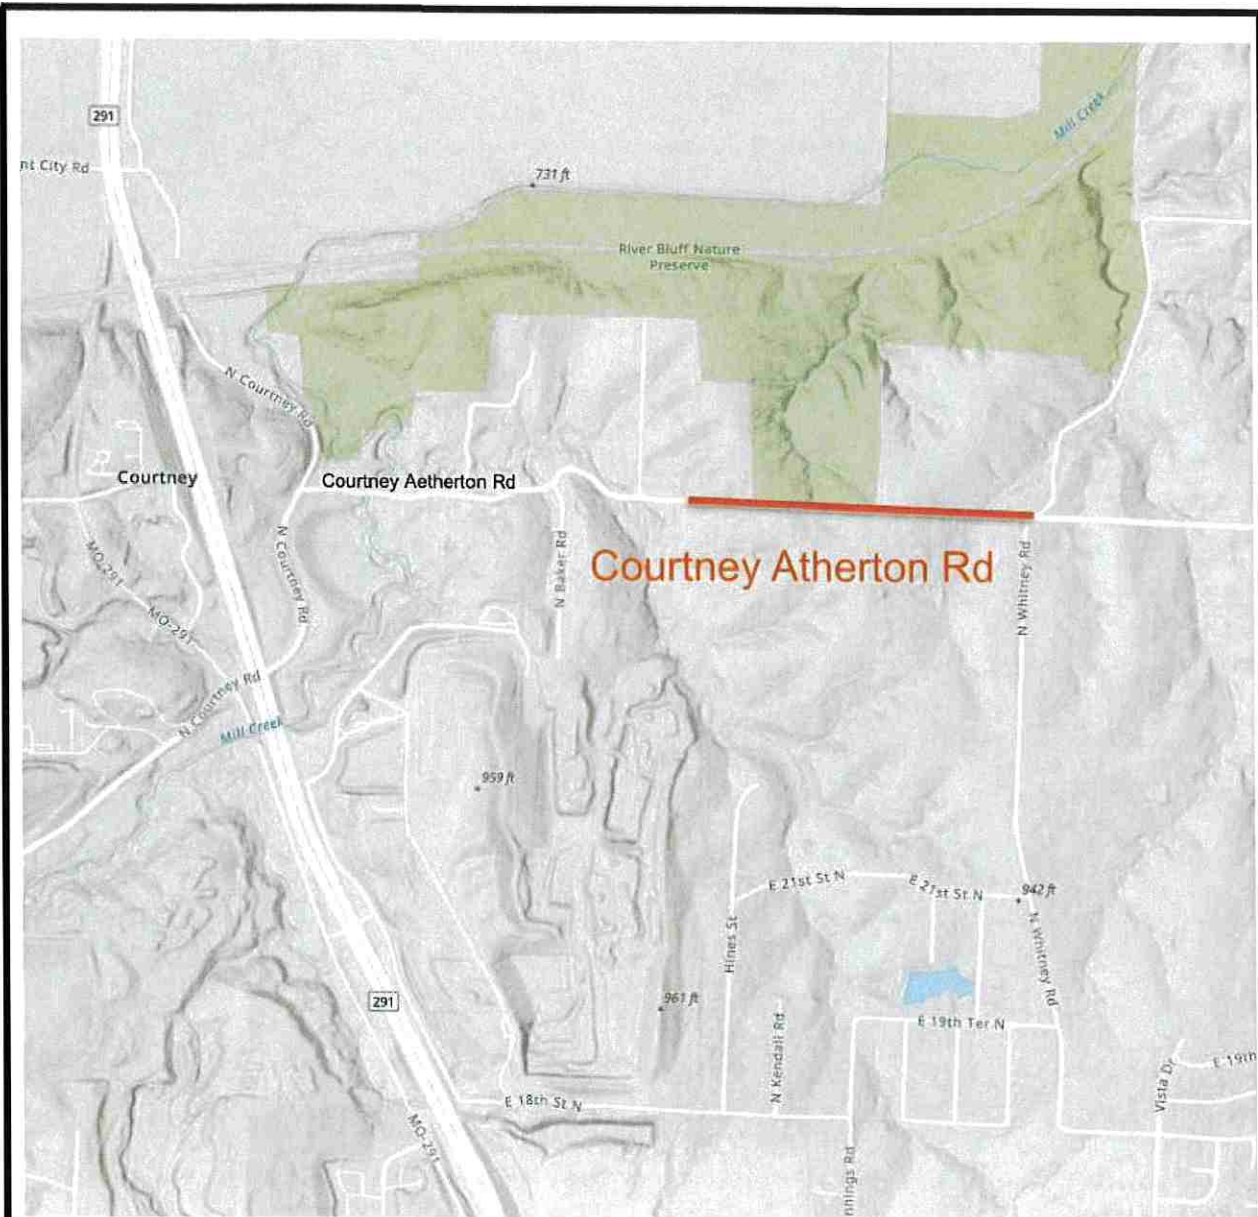 291
nt City Rd
Mill Creek
731 ft
River Bluff Nature
Preserve
N Courtney Rd
Courtney
Courtney Aetherton Rd
MO-291
MO-291
N Courtney Rd
N Baker Rd
Courtney Atherton Rd
N Whitney Rd
N Courtney Rd
Mill Creek
959 ft
E 21st St N
E 21st St N
942 ft
Hines St
N Whitney Rd
291
961 ft
E 19th Ter N
N Kendall Rd
E 19th
Vista Dr
E 18th St N
MO-291
nnings Rd